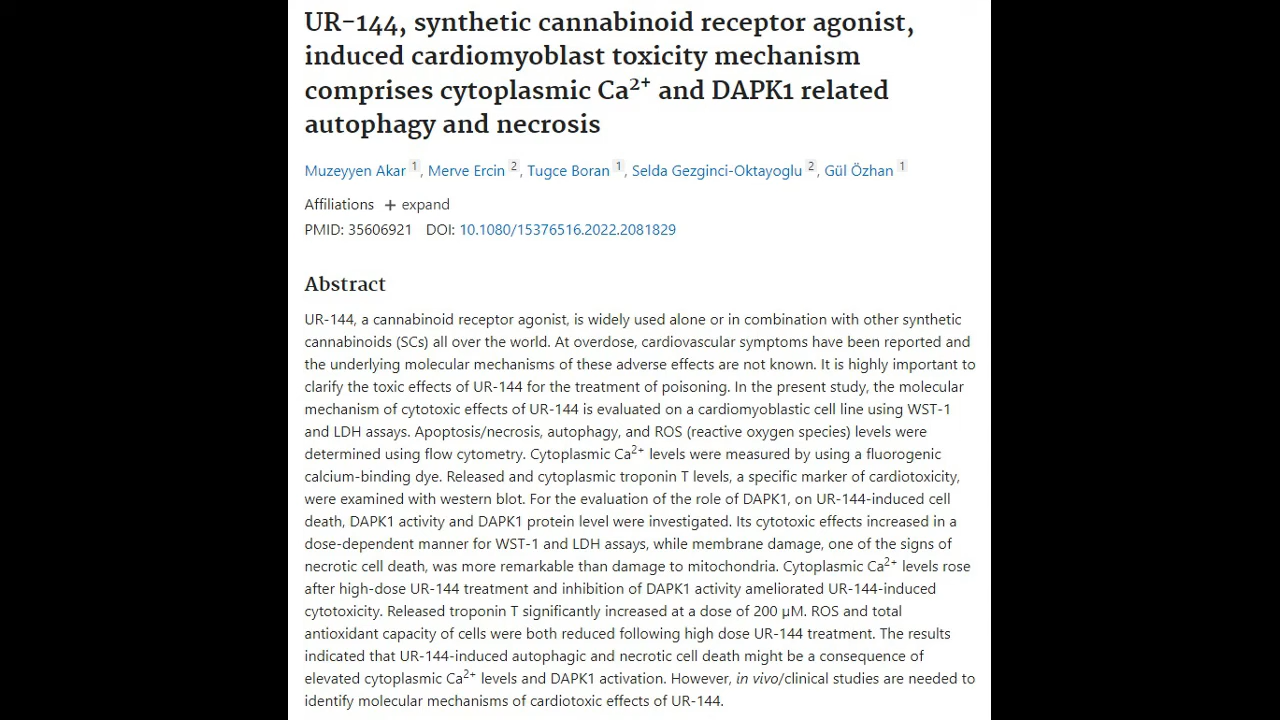 UR-144, synthetic cannabinoid receptor agonist,
induced cardiomyoblast toxicity mechanism
comprises cytoplasmic Ca2+ and DAPK1 related
autophagy and necrosis
Muzeyyen Akar 1, Merve Ercin 2, Tugce Boran 1, Selda Gezginci-Oktayoglu 2, Gül Özhan 1
Affiliations + expand
PMID: 35606921 DOI: 10.1080/15376516.2022.2081829
Abstract
UR-144, a cannabinoid receptor agonist, is widely used alone or in combination with other synthetic
cannabinoids (SCs) all over the world. At overdose, cardiovascular symptoms have been reported and
the underlying molecular mechanisms of these adverse effects are not known. It is highly important to
clarify the toxic effects of UR-144 for the treatment of poisoning. In the present study, the molecular
mechanism of cytotoxic effects of UR-144 is evaluated on a cardiomyoblastic cell line using WST-1
and LDH assays. Apoptosis/necrosis, autophagy, and ROS (reactive oxygen species) levels were
determined using flow cytometry. Cytoplasmic Ca2+ levels were measured by using a fluorogenic
calcium-binding dye. Released and cytoplasmic troponin T levels, a specific marker of cardiotoxicity,
were examined with western blot. For the evaluation of the role of DAPK1, on UR-144-induced cell
death, DAPK1 activity and DAPK1 protein level were investigated. Its cytotoxic effects increased in a
dose-dependent manner for WST-1 and LDH assays, while membrane damage, one of the signs of
necrotic cell death, was more remarkable than damage to mitochondria. Cytoplasmic Ca2+ levels rose
after high-dose UR-144 treatment and inhibition of DAPK1 activity ameliorated UR-144-induced
cytotoxicity. Released troponin T significantly increased at a dose of 200 µM. ROS and total
antioxidant capacity of cells were both reduced following high dose UR-144 treatment. The results
indicated that UR-144-induced autophagic and necrotic cell death might be a consequence of
elevated cytoplasmic Ca2+ levels and DAPK1 activation. However, in vivo/clinical studies are needed to
identify molecular mechanisms of cardiotoxic effects of UR-144.